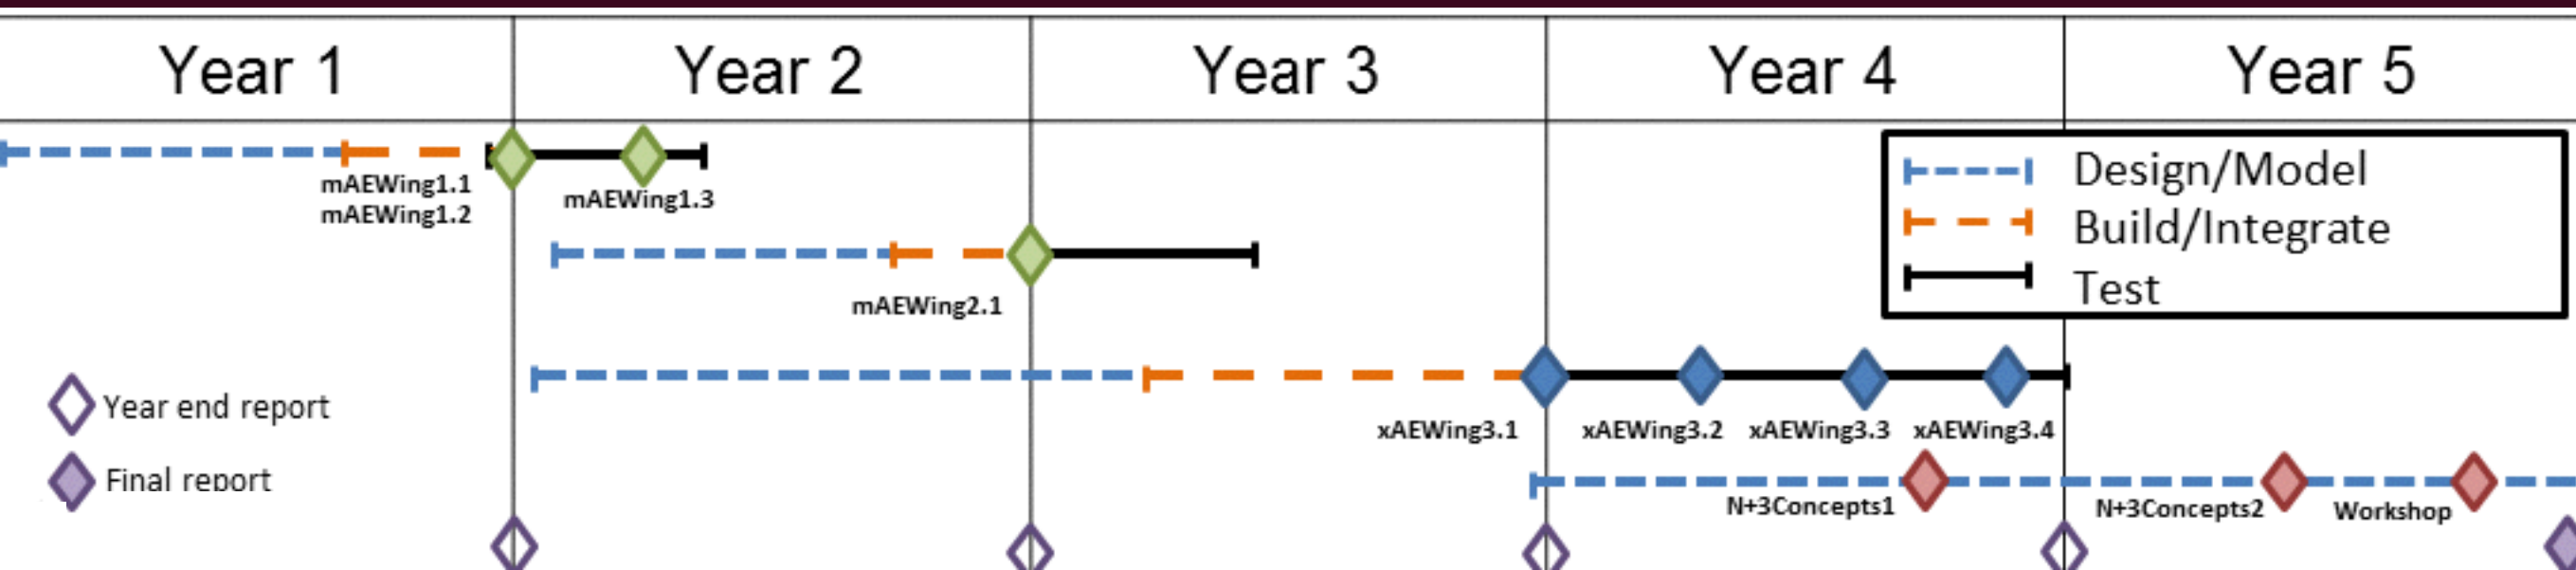 Year 1
Year 2
Year 3
Year 4
Year 5
Design/Model
Build/Integrate
Test
mAEWing1.1
mAEWing1.2
mAEWing1.3
mAEWing2.1
Year end report
Final report
xAEWing3.1
xAEWing3.2
xAEWing3.3
xAEWing3.4
N+3Concepts1
N+3Concepts2
Workshop